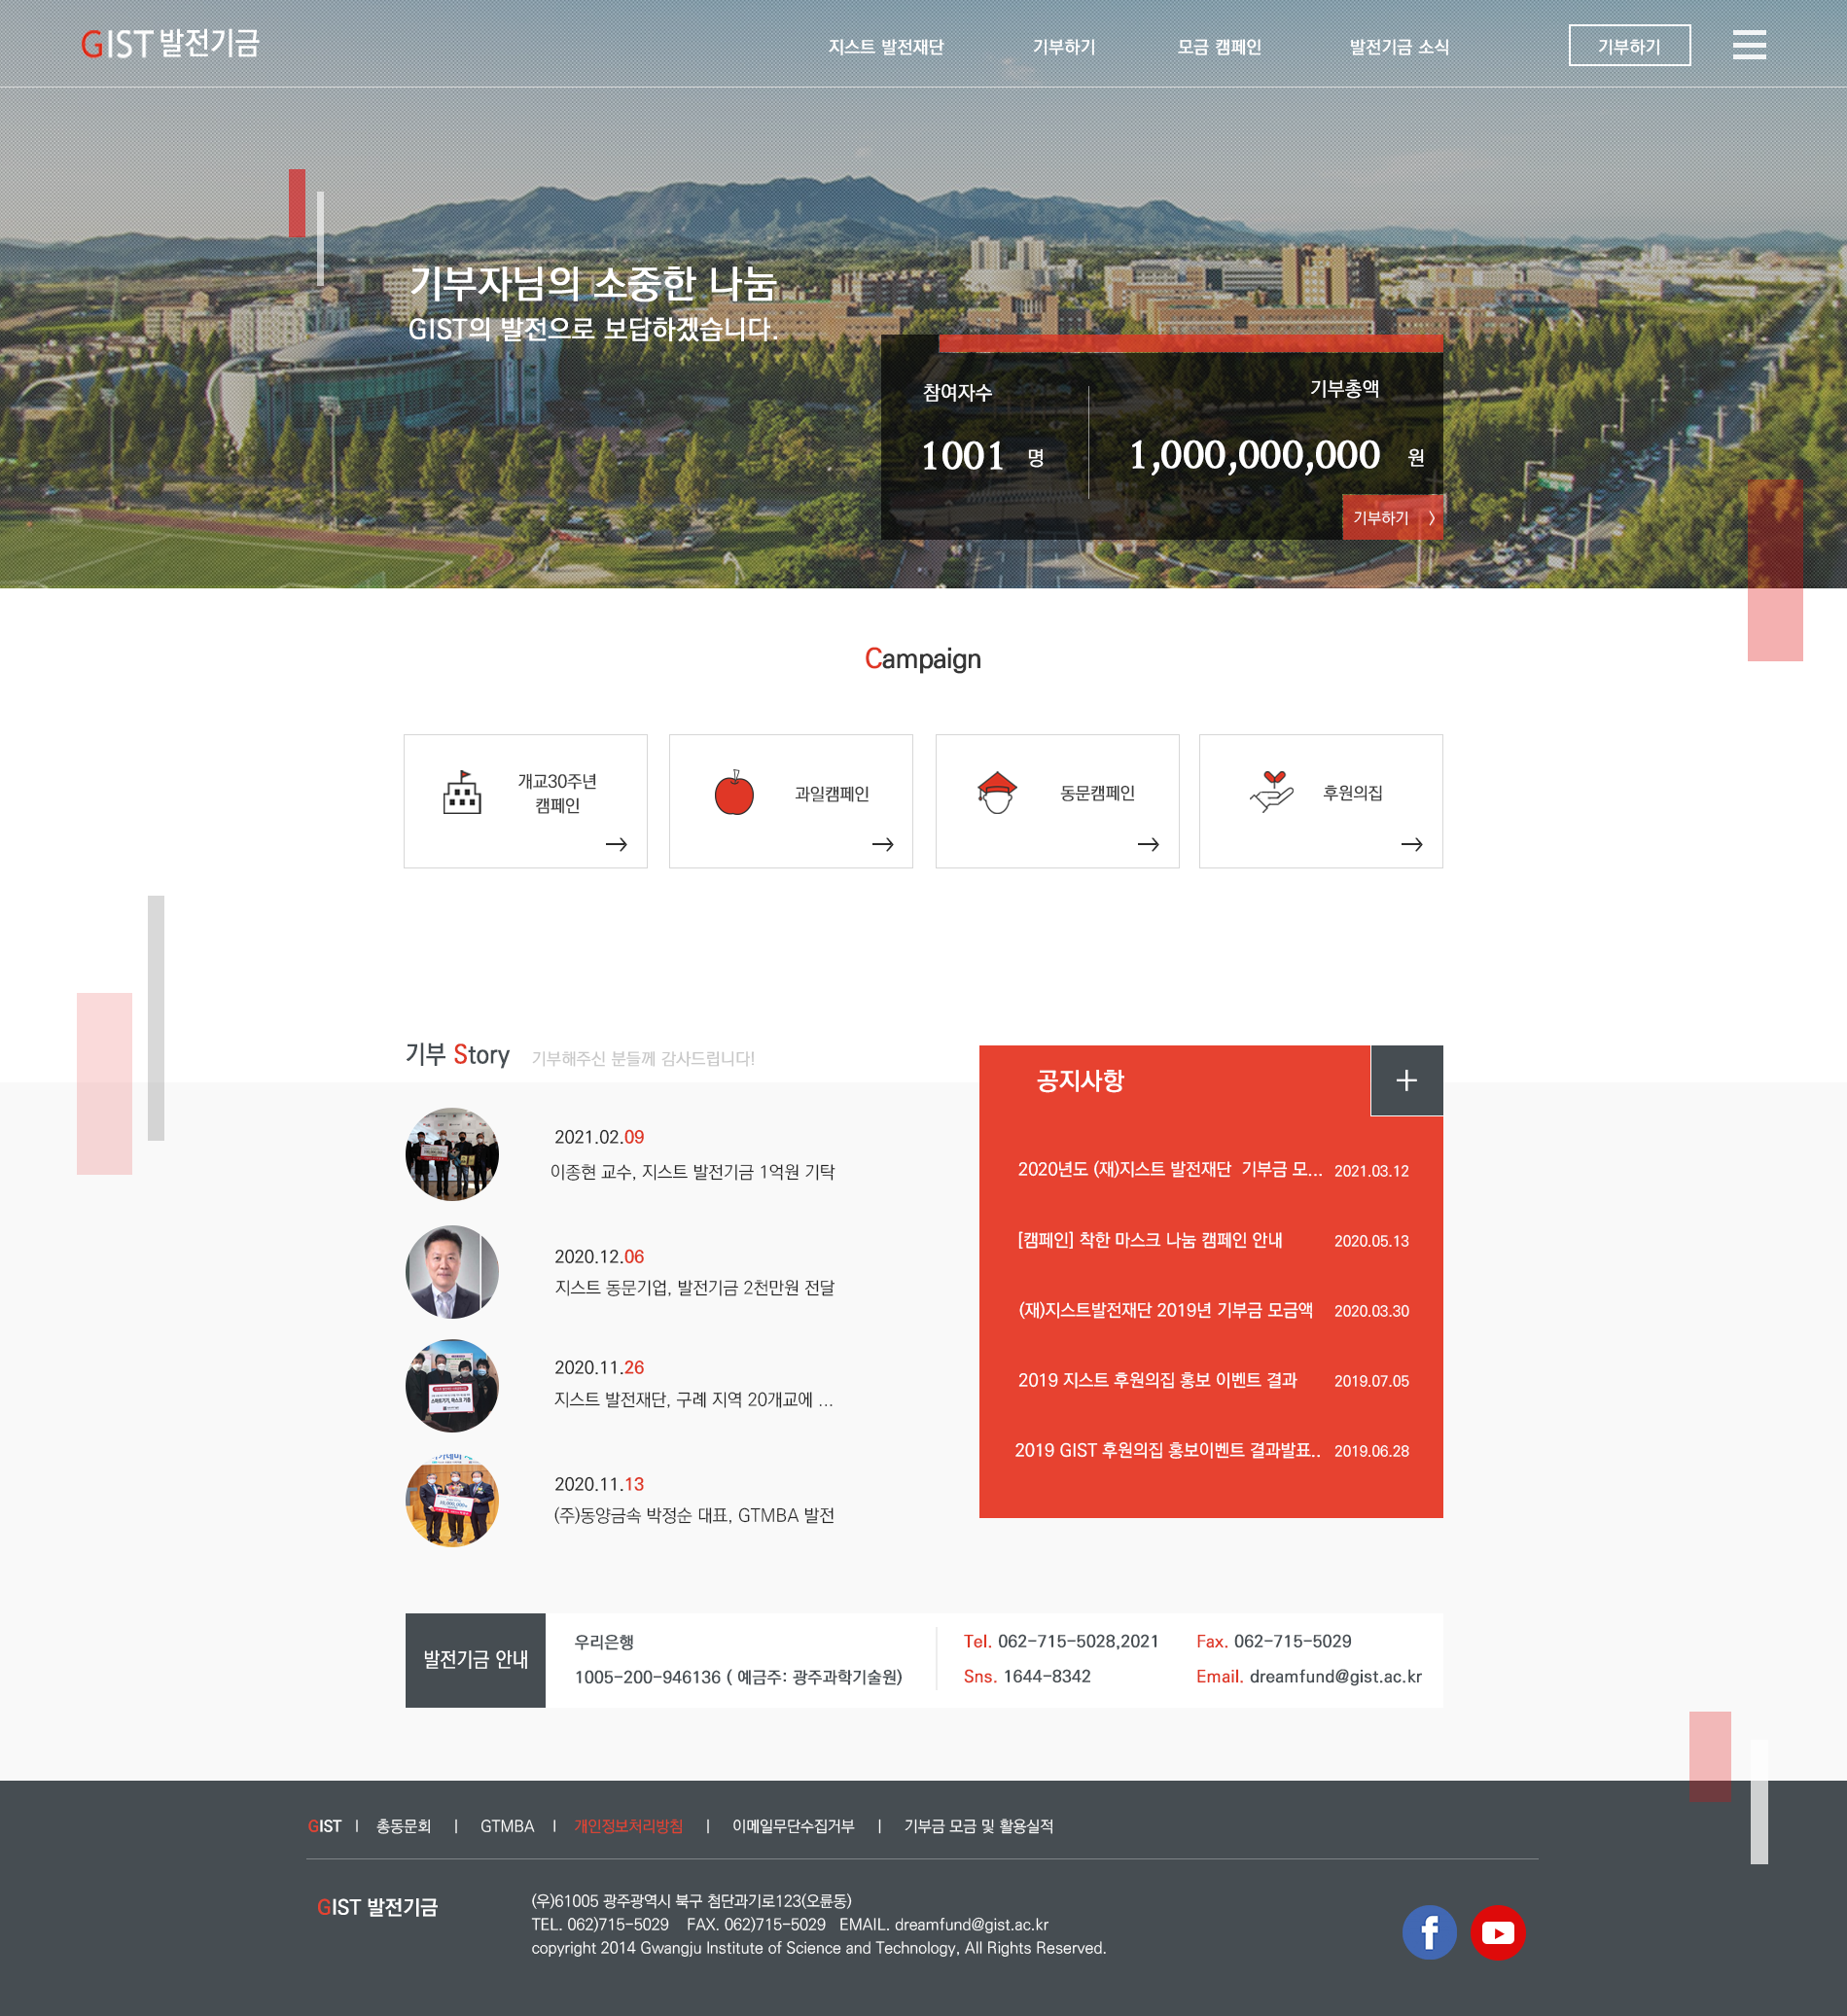 GIST 발전기금
지스트 발전재단
기부하기
모금 캠페인
발전기금 소식
기부하기
기부자님의 소중한 나눔
GIST의 발전으로 보답하겠습니다.
참여자수
기부총액
1001 명
1,000,000,000 원
기부하기
Campaign
개교30주년
캠페인
과일캠페인
동문캠페인
후원의집
기부 Story 기부해주신 분들께 감사드립니다!
2021.02.09
이종현 교수, 지스트 발전기금 1억원 기탁
2020.12.06
지스트 동문기업, 발전기금 2천만원 전달
2020.11.26
지스트 발전재단, 구례 지역 20개교에 ...
2020.11.13
(주)동양금속 박정순 대표, GTMBA 발전
공지사항
2020년도 (재)지스트 발전재단 기부금 모... 2021.03.12
[캠페인] 착한 마스크 나눔 캠페인 안내 2020.05.13
(재)지스트발전재단 2019년 기부금 모금액 2020.03.30
2019 지스트 후원의집 홍보 이벤트 결과 2019.07.05
2019 GIST 후원의집 홍보이벤트 결과발표.. 2019.06.28
발전기금 안내
우리은행
1005-200-946136 ( 예금주: 광주과학기술원)
Tel. 062-715-5028,2021
Fax. 062-715-5029
Sns. 1644-8342
Email. dreamfund@gist.ac.kr
GIST | 총동문회 | GTMBA | 개인정보처리방침 | 이메일무단수집거부 | 기부금 모금 및 활용실적
GIST 발전기금
(우)61005 광주광역시 북구 첨단과기로123(오룡동)
TEL. 062)715-5029 FAX. 062)715-5029 EMAIL. dreamfund@gist.ac.kr
copyright 2014 Gwangju Institute of Science and Technology, All Rights Reserved.